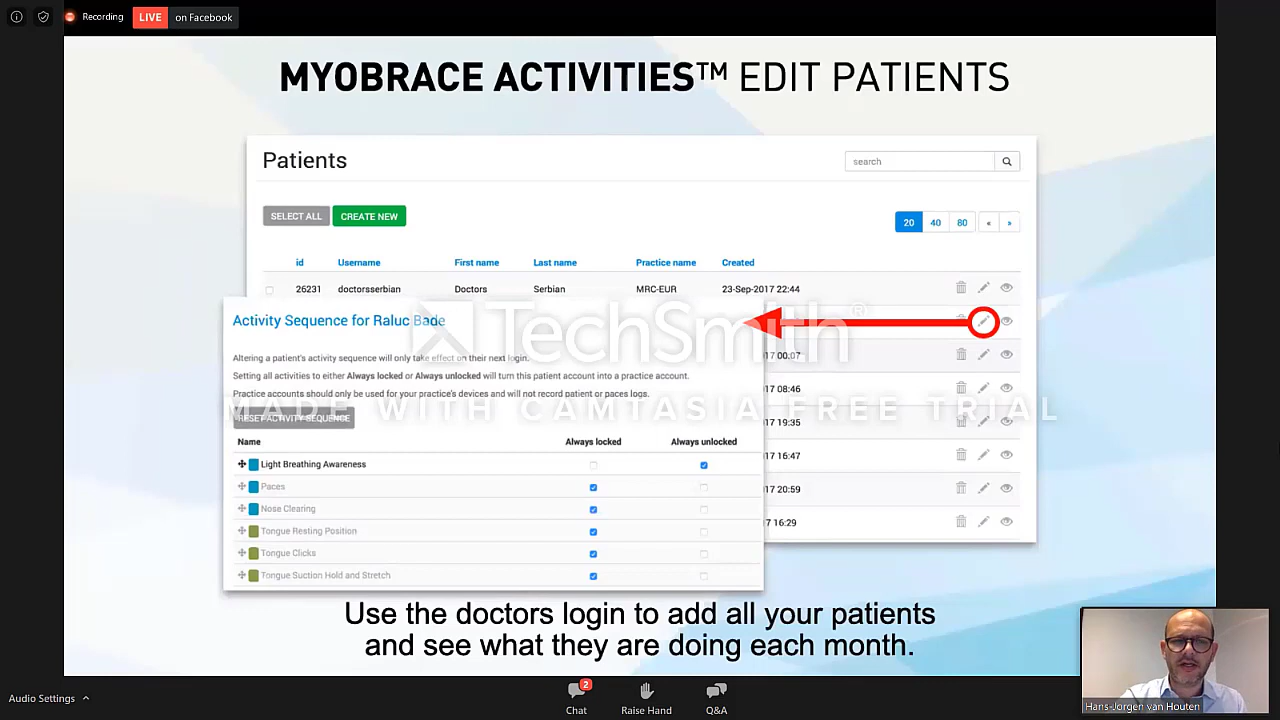 Recording
LIVE on Facebook
MYOBRACE ACTIVITIES™ EDIT PATIENTS
Patients
search
SELECT ALL CREATE NEW
20 40 80 « »
id Username First name Last name Practice name Created
26231 doctorsserbian Doctors Serbian MRC-EUR 23-Sep-2017 22:44
Activity Sequence for Raluc Bade
TechSmith®
Altering a patient's activity sequence will only take effect on their next login.
17 00:07
Setting all activities to either Always locked or Always unlocked will turn this patient account into a practice account.
17 08:46
Practice accounts should only be used for your practice's devices and will not record patient or paces logs.
MADE WITH CAMTASIA FREE TRIAL
RESET ACTIVITY SEQUENCE
17 19:35
Name Always locked Always unlocked
17 16:47
Light Breathing Awareness
Paces
17 20:59
Nose Clearing
7 16:29
Tongue Resting Position
Tongue Clicks
Tongue Suction Hold and Stretch
Use the doctors login to add all your patients
and see what they are doing each month.
Hans-Jorgen van Houten
Audio Settings
2
Chat Raise Hand Q&A